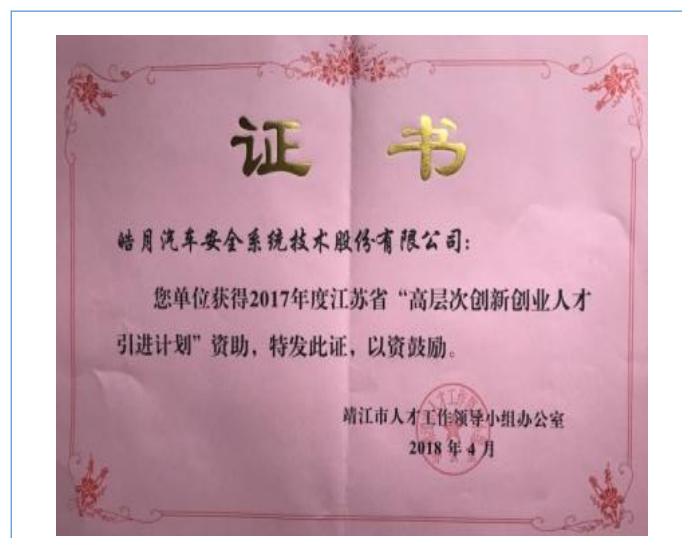 证 书
皓月汽车安全系统技术股份有限公司：
您单位获得2017年度江苏省“高层次创新创业人才
引进计划”资助，特发此证，以资鼓励。
靖江市人才工作领导小组办公室
2018 年 4 月